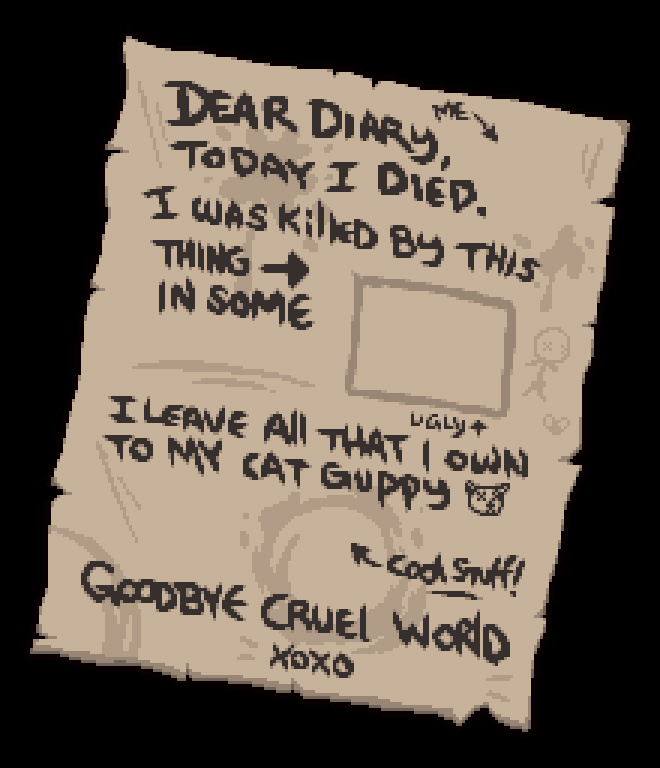 DEAR DIARY,
ME
TODAY I DIED.
I WAS KillED BY THIS
THING →
IN SOME
UGLY +
I LEAVE All THAT I OWN
TO MY CAT GUPPY
← Cool Stuff!
GOODBYE CRUEL WORLD
XOXO